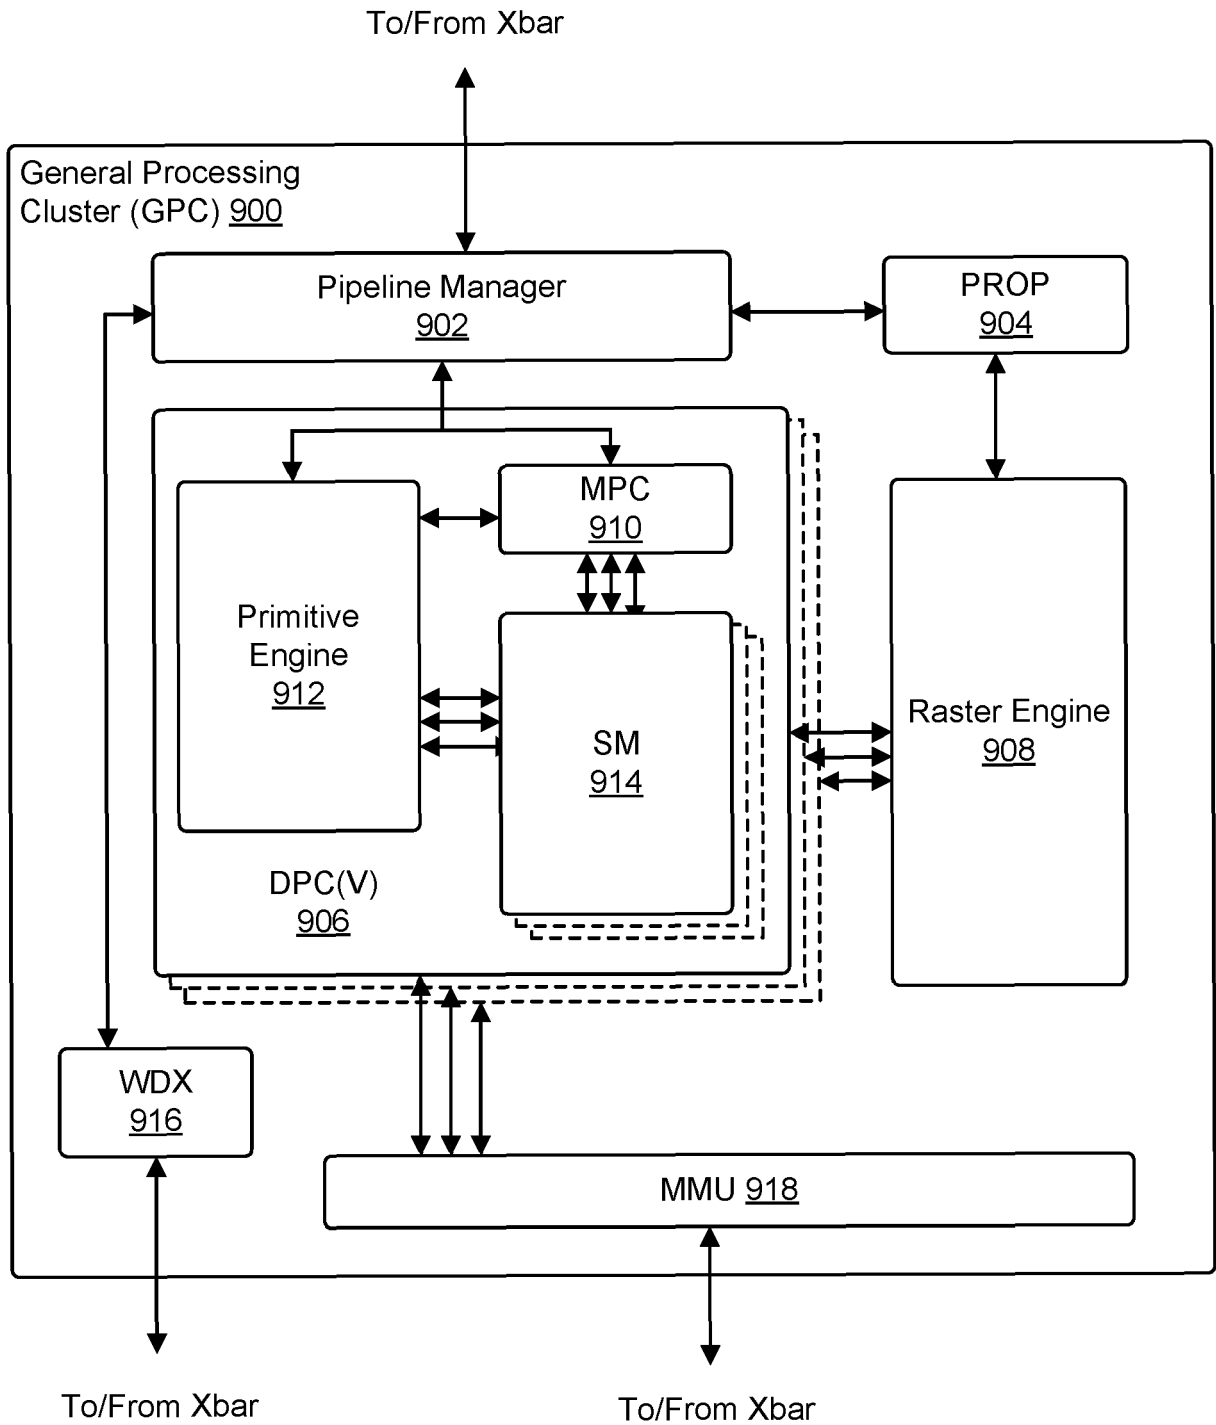 To/From Xbar
General Processing
Cluster (GPC) 900
Pipeline Manager
902
PROP
904
MPC
910
Primitive
Engine
912
SM
914
Raster Engine
908
DPC(V)
906
WDX
916
MMU 918
To/From Xbar
To/From Xbar